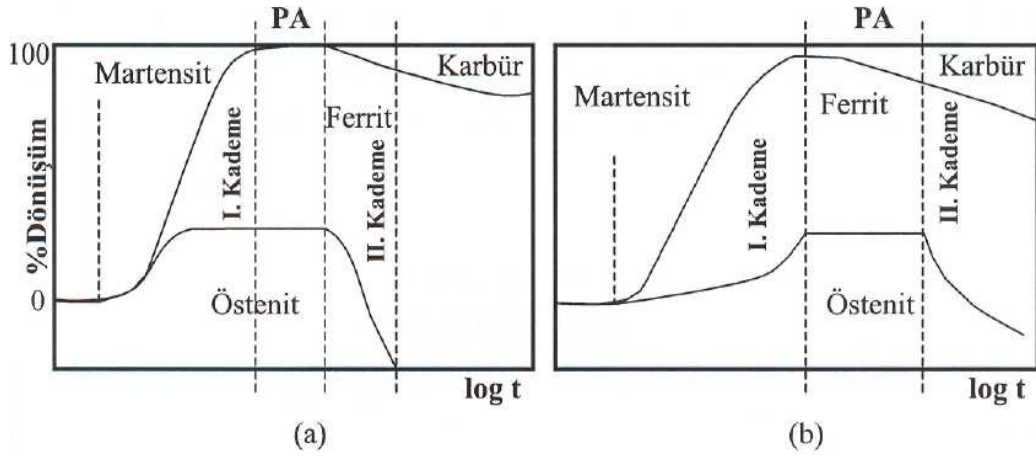 PA
100
Martensit
Karbür
Ferrit
I. Kademe
II. Kademe
%Dönüşüm
0
Östenit
log t
(a)
PA
Martensit
Karbür
Ferrit
I. Kademe
II. Kademe
Östenit
log t
(b)